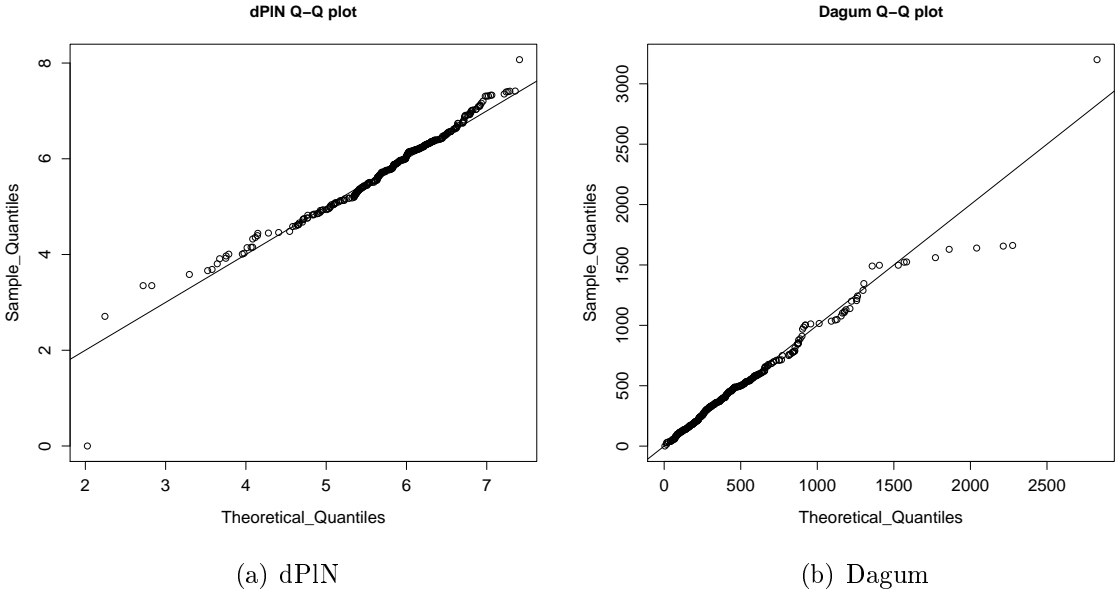 dPlN Q−Q plot
Sample_Quantiles
8
6
4
2
0
2 3 4 5 6 7
Theoretical_Quantiles
(a) dPlN
Dagum Q−Q plot
Sample_Quantiles
3000
2500
2000
1500
1000
500
0
0 500 1000 1500 2000 2500
Theoretical_Quantiles
(b) Dagum